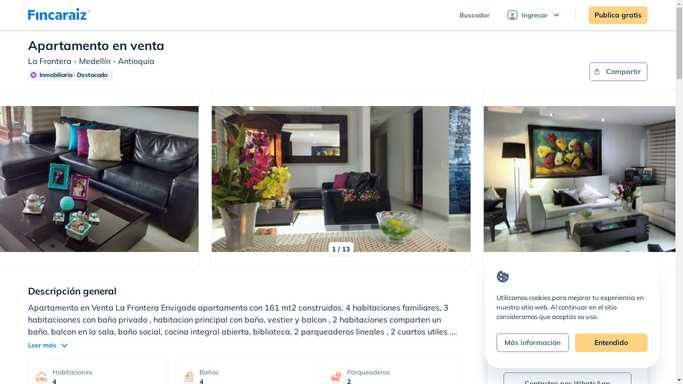 Fincaraiz
Buscador
Ingresar
Publica gratis
Apartamento en venta
La Frontera - Medellín - Antioquia
Inmobiliaria · Destacado
Compartir
1 / 13
Descripción general
Apartamento en Venta La Frontera Envigado apartamento con 161 mt2 construidos, 4 habitaciones familiares, 3
habitacioones con baño privado , habitacion principal con baño, vestier y balcon , 2 habitaciones comparten un
baño, balcon en la sala, baño social, cocina integral abierta, biblioteca, 2 parqueaderos lineales , 2 cuartos utiles ,...
Leer más
Habitaciones
4
Baños
4
Parqueaderos
2
Utilizamos cookies para mejorar tu experiencia en
nuestro sitio web. Al continuar en el sitio
consideramos que aceptas su uso.
Más información
Entendido
Contactar por WhatsApp